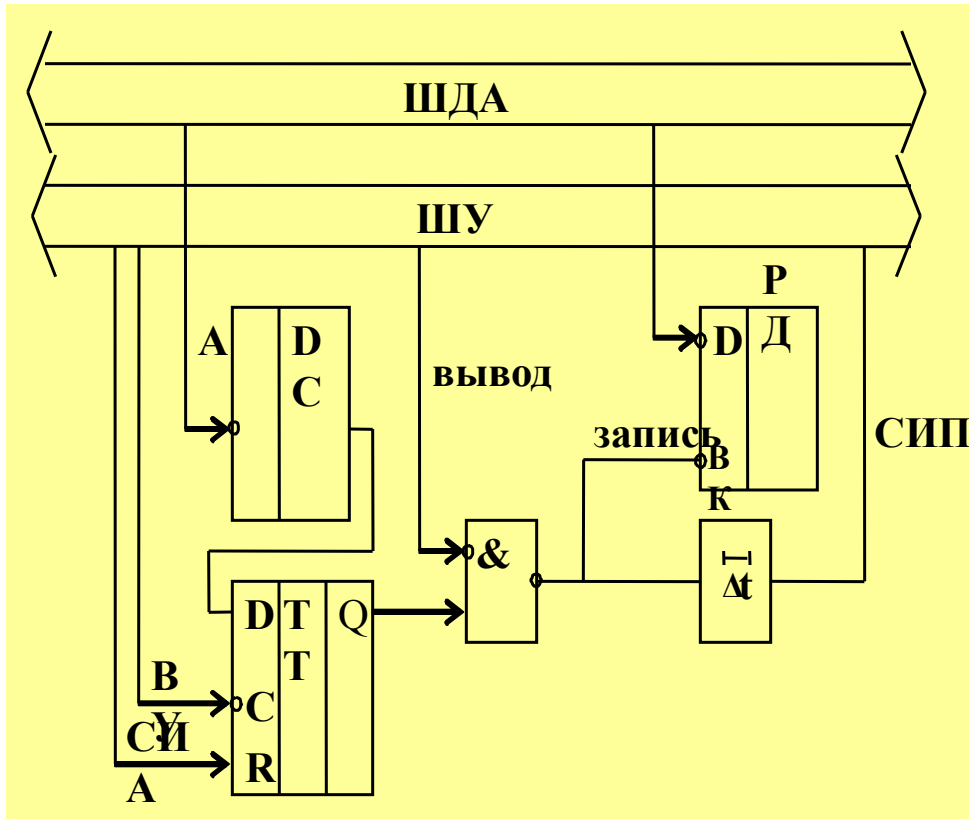 ШДА
ШУ
Р
Д
А
D
С
вывод
D
запись
В
К
СИП
&
Δt
D
Т
Т
Q
В
У
С
СИ
А
R